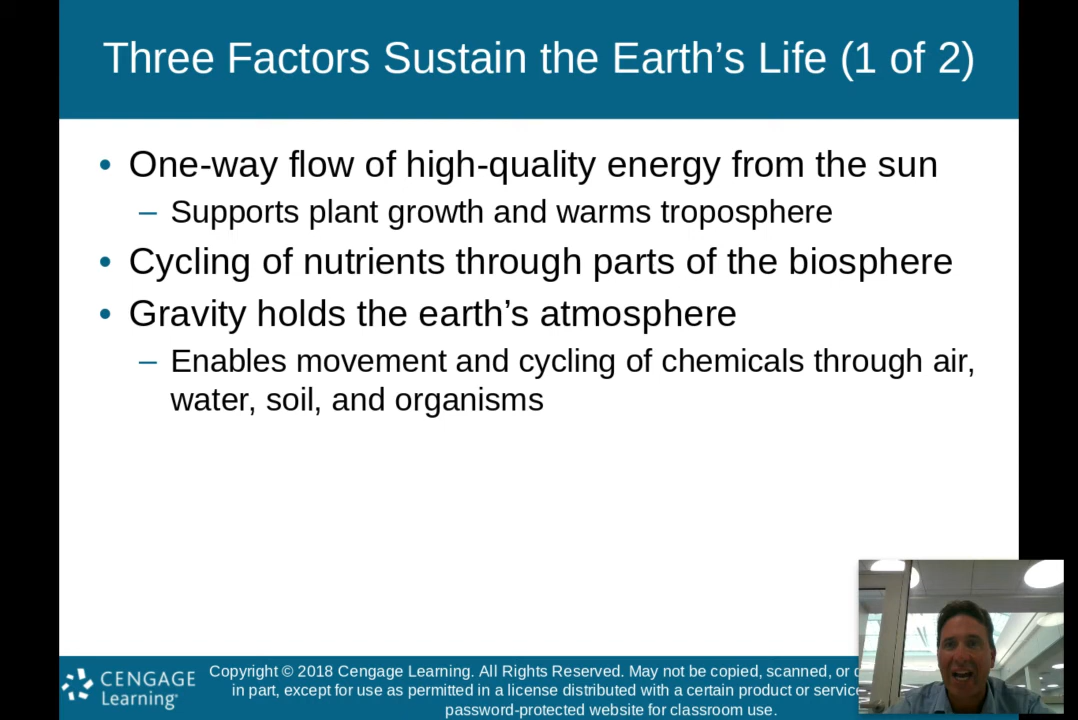 Three Factors Sustain the Earth’s Life (1 of 2)
• One-way flow of high-quality energy from the sun
– Supports plant growth and warms troposphere
• Cycling of nutrients through parts of the biosphere
• Gravity holds the earth’s atmosphere
– Enables movement and cycling of chemicals through air,
water, soil, and organisms
CENGAGE
Learning
Copyright © 2018 Cengage Learning. All Rights Reserved. May not be copied, scanned, or
in part, except for use as permitted in a license distributed with a certain product or service
password-protected website for classroom use.